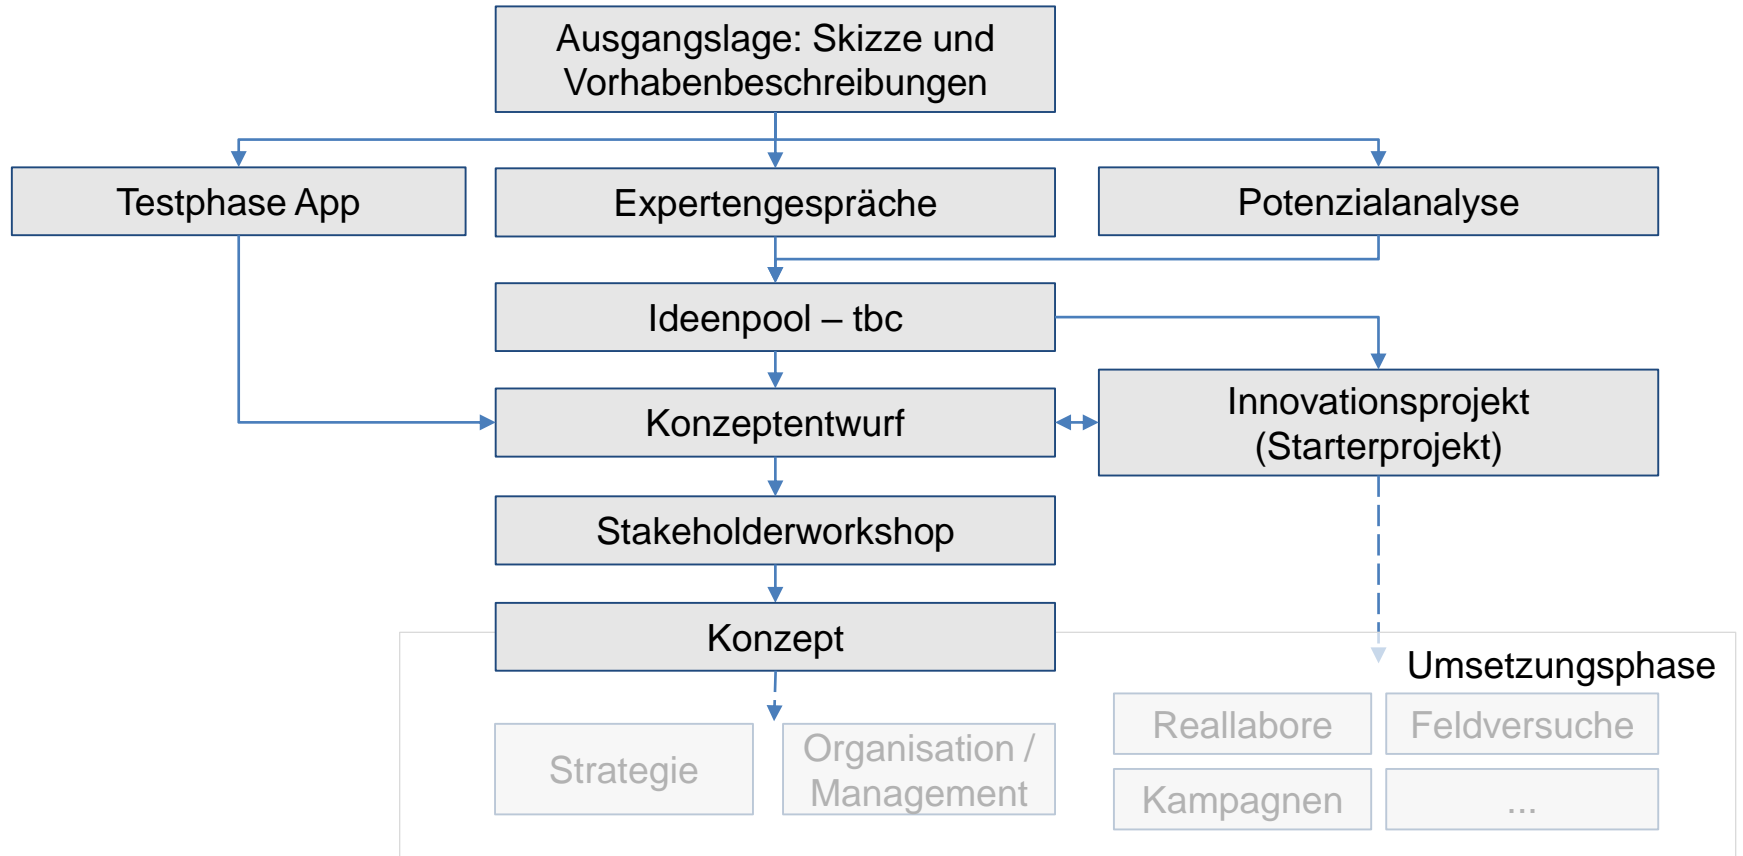 Ausgangslage: Skizze und
Vorhabenbeschreibungen
Testphase App
Expertengespräche
Potenzialanalyse
Ideenpool – tbc
Konzeptentwurf
Innovationsprojekt
(Starterprojekt)
Stakeholderworkshop
Konzept
Umsetzungsphase
Strategie
Organisation /
Management
Reallabore
Feldversuche
Kampagnen
...